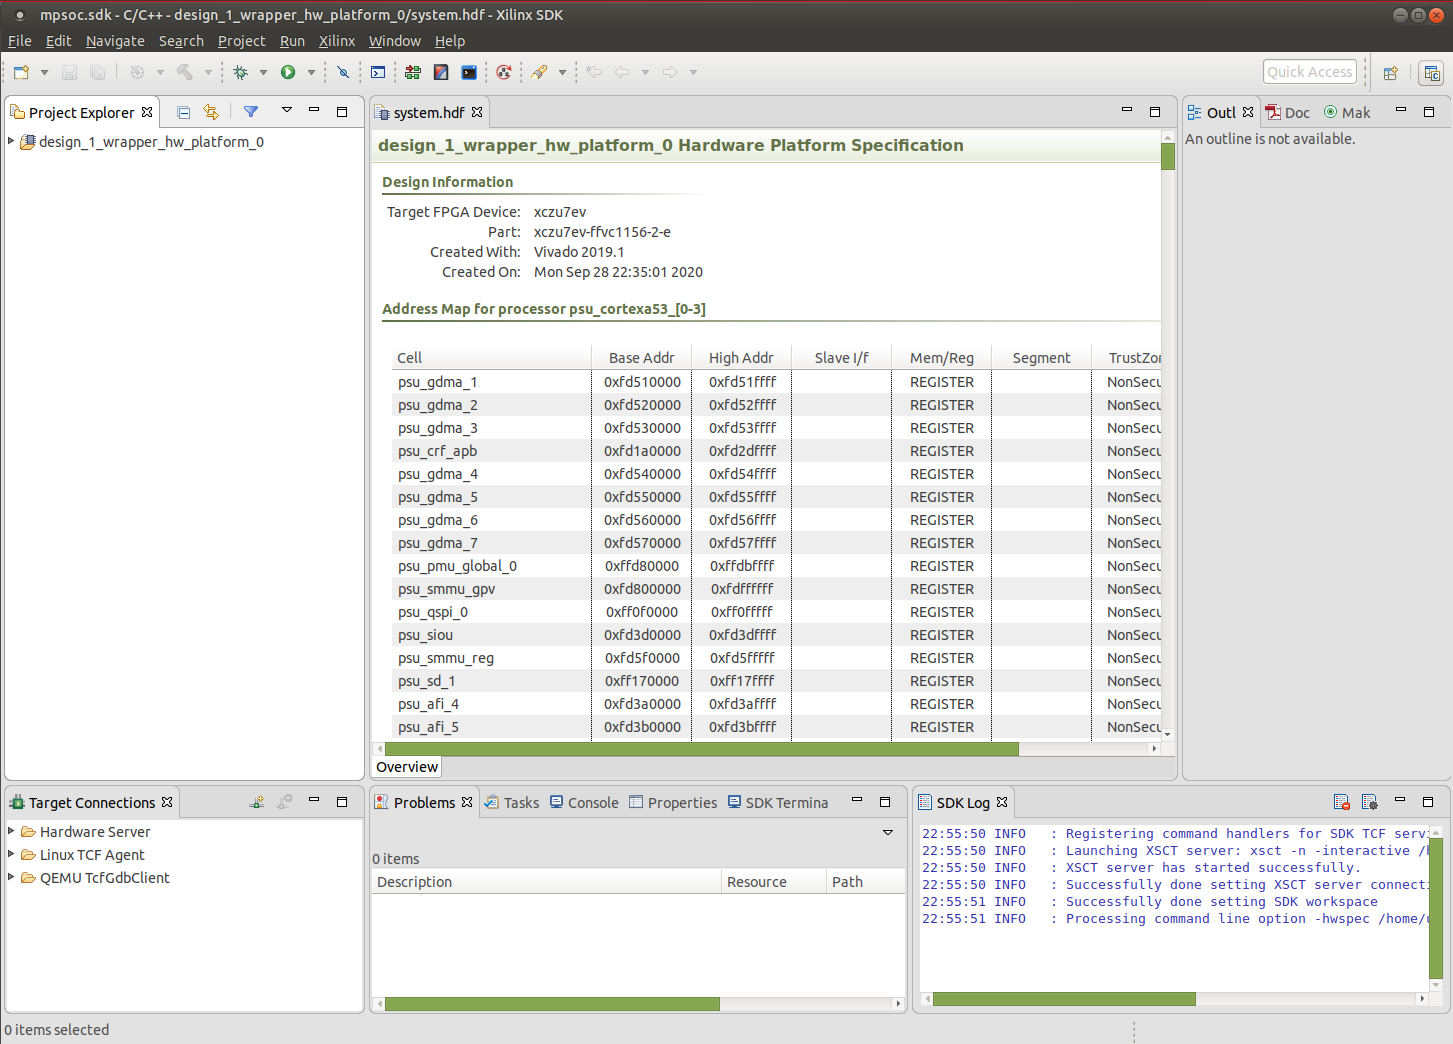 mpsoc.sdk - C/C++ - design_1_wrapper_hw_platform_0/system.hdf - Xilinx SDK
File Edit Navigate Search Project Run Xilinx Window Help
Quick Access
Project Explorer
design_1_wrapper_hw_platform_0
system.hdf
design_1_wrapper_hw_platform_0 Hardware Platform Specification
Design Information
Target FPGA Device: xczu7ev
Part: xczu7ev-ffvc1156-2-e
Created With: Vivado 2019.1
Created On: Mon Sep 28 22:35:01 2020
Address Map for processor psu_cortexa53_[0-3]
Cell Base Addr High Addr Slave I/f Mem/Reg Segment TrustZor
psu_gdma_1 0xfd510000 0xfd51ffff REGISTER NonSecu
psu_gdma_2 0xfd520000 0xfd52ffff REGISTER NonSecu
psu_gdma_3 0xfd530000 0xfd53ffff REGISTER NonSecu
psu_crf_apb 0xfd1a0000 0xfd2dffff REGISTER NonSecu
psu_gdma_4 0xfd540000 0xfd54ffff REGISTER NonSecu
psu_gdma_5 0xfd550000 0xfd55ffff REGISTER NonSecu
psu_gdma_6 0xfd560000 0xfd56ffff REGISTER NonSecu
psu_gdma_7 0xfd570000 0xfd57ffff REGISTER NonSecu
psu_pmu_global_0 0xffd80000 0xffdbffff REGISTER NonSecu
psu_smmu_gpv 0xfd800000 0xfdffffff REGISTER NonSecu
psu_qspi_0 0xff0f0000 0xff0fffff REGISTER NonSecu
psu_siou 0xfd3d0000 0xfd3dffff REGISTER NonSecu
psu_smmu_reg 0xfd5f0000 0xfd5fffff REGISTER NonSecu
psu_sd_1 0xff170000 0xff17ffff REGISTER NonSecu
psu_afi_4 0xfd3a0000 0xfd3affff REGISTER NonSecu
psu_afi_5 0xfd3b0000 0xfd3bffff REGISTER NonSecu
Overview
Outl Doc Mak
An outline is not available.
Target Connections
Hardware Server
Linux TCF Agent
QEMU TcfGdbClient
Problems Tasks Console Properties SDK Termina
0 items
Description Resource Path
SDK Log
22:55:50 INFO : Registering command handlers for SDK TCF servi
22:55:50 INFO : Launching XSCT server: xsct -n -interactive /h
22:55:50 INFO : XSCT server has started successfully.
22:55:50 INFO : Successfully done setting XSCT server connecti
22:55:51 INFO : Successfully done setting SDK workspace
22:55:51 INFO : Processing command line option -hwspec /home/u
0 items selected